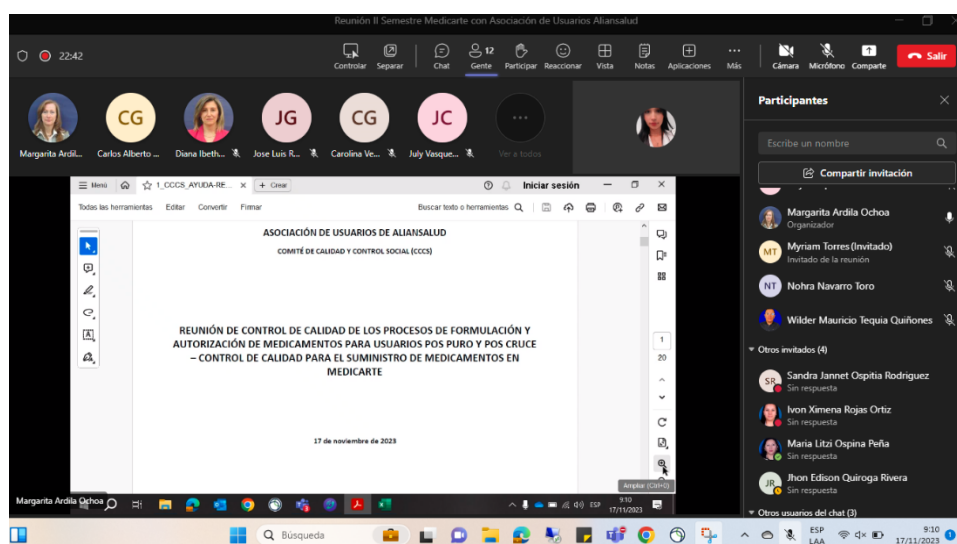 Reunión II Semestre Medicarte con Asociación de Usuarios Aliansalud
22:42
Controlar
Separar
Chat
12
Gente
Participar
Reaccionar
Vista
Notas
Aplicaciones
Más
Cámara
Micrófono
Comparte
Salir
CG
JG
CG
JC
Margarita Ardil...
Carlos Alberto ...
Diana Ibeth...
Jose Luis R...
Carolina Ve...
July Vasque...
Ver a todos
Menú
1_CCCS_AYUDA-RE...
+ Crear
Iniciar sesión
Todas las herramientas
Editar
Convertir
Firmar
Buscar texto o herramientas
ASOCIACIÓN DE USUARIOS DE ALIANSALUD
COMITÉ DE CALIDAD Y CONTROL SOCIAL (CCCS)
REUNIÓN DE CONTROL DE CALIDAD DE LOS PROCESOS DE FORMULACIÓN Y
AUTORIZACIÓN DE MEDICAMENTOS PARA USUARIOS POS PURO Y POS CRUCE
– CONTROL DE CALIDAD PARA EL SUMINISTRO DE MEDICAMENTOS EN
MEDICARTE
17 de noviembre de 2023
1
20
Ampliar (Ctrl+0)
Margarita Ardila Ochoa
ESP
9:10
17/11/2023
Participantes
Escribe un nombre
Compartir invitación
Margarita Ardila Ochoa
Organizador
MT
Myriam Torres (Invitado)
Invitado de la reunión
NT
Nohra Navarro Toro
Wilder Mauricio Tequia Quiñones
Otros invitados (4)
SR
Sandra Jannet Ospitia Rodriguez
Sin respuesta
Ivon Ximena Rojas Ortiz
Sin respuesta
Maria Litzi Ospina Peña
Sin respuesta
JR
Jhon Edison Quiroga Rivera
Sin respuesta
Otros usuarios del chat (3)
Búsqueda
ESP
LAA
9:10
17/11/2023